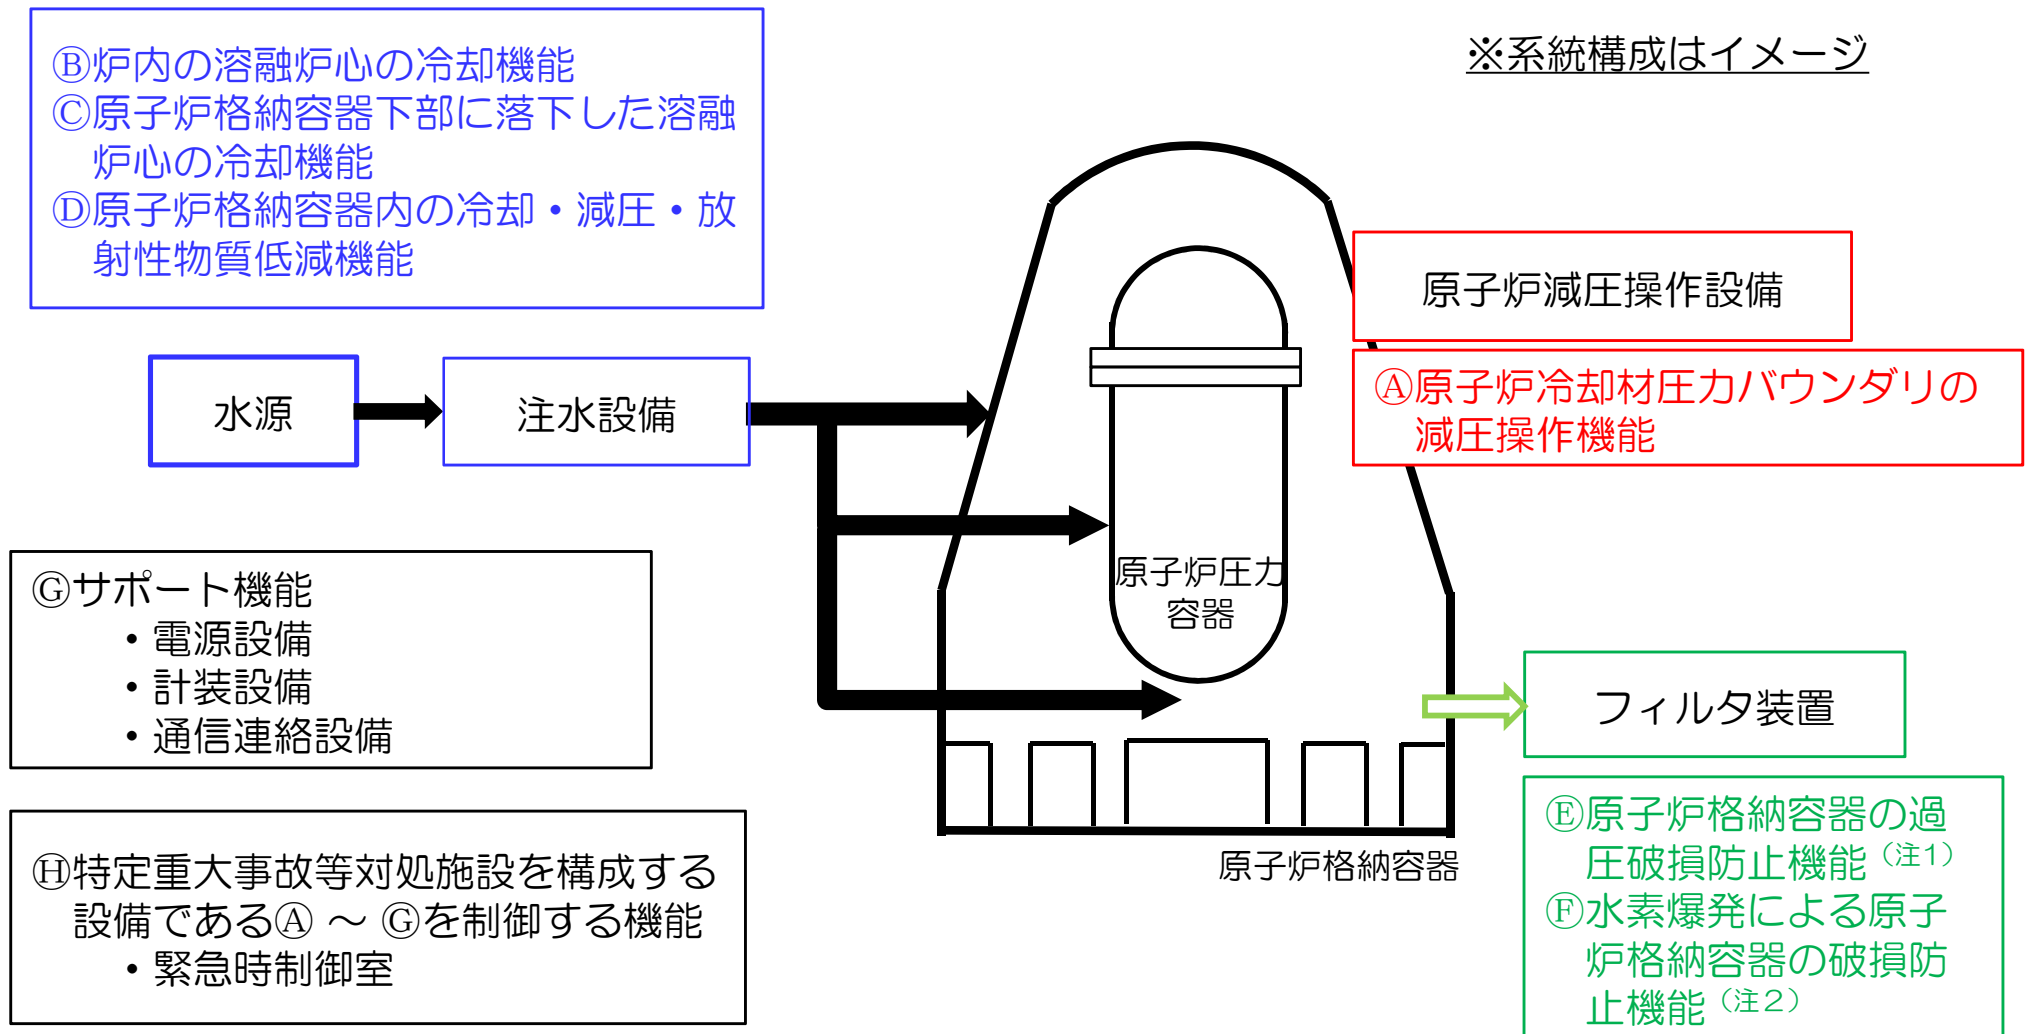 Ⓑ炉内の溶融炉心の冷却機能
Ⓒ原子炉格納容器下部に落下した溶融
炉心の冷却機能
Ⓓ原子炉格納容器内の冷却・減圧・放
射性物質低減機能
※系統構成はイメージ
原子炉減圧操作設備
Ⓐ原子炉冷却材圧力バウンダリの
減圧操作機能
水源
注水設備
原子炉圧力
容器
Ⓖサポート機能
・電源設備
・計装設備
・通信連絡設備
フィルタ装置
Ⓔ原子炉格納容器の過
圧破損防止機能（注1）
Ⓕ水素爆発による原子
炉格納容器の破損防
止機能（注２）
原子炉格納容器
Ⓗ特定重大事故等対処施設を構成する
設備であるⒶ ～ Ⓖを制御する機能
・緊急時制御室